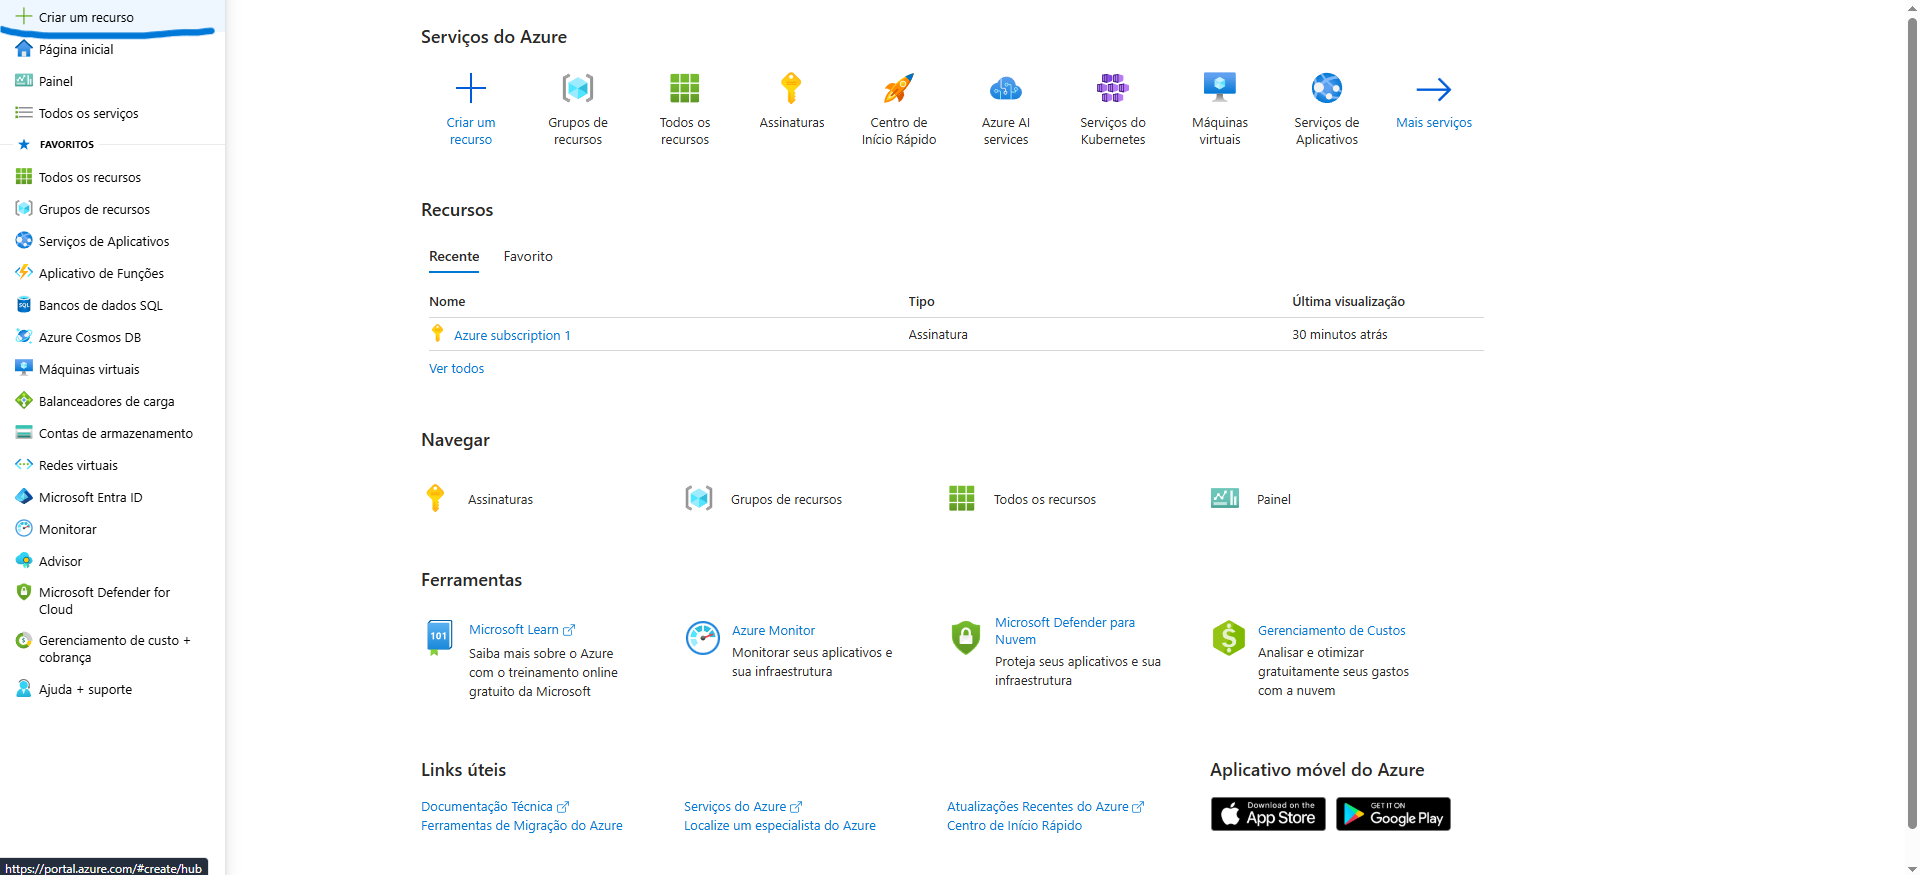 Criar um recurso
Página inicial
Painel
Todos os serviços
FAVORITOS
Todos os recursos
Grupos de recursos
Serviços de Aplicativos
Aplicativo de Funções
Bancos de dados SQL
Azure Cosmos DB
Máquinas virtuais
Balanceadores de carga
Contas de armazenamento
Redes virtuais
Microsoft Entra ID
Monitorar
Advisor
Microsoft Defender for
Cloud
Gerenciamento de custo +
cobrança
Ajuda + suporte
https://portal.azure.com/#create/hub
Serviços do Azure
Criar um
recurso
Grupos de
recursos
Todos os
recursos
Assinaturas
Centro de
Início Rápido
Azure AI
services
Serviços do
Kubernetes
Máquinas
virtuais
Serviços de
Aplicativos
Mais serviços
Recursos
Recente Favorito
Nome Tipo Última visualização
Azure subscription 1 Assinatura 30 minutos atrás
Ver todos
Navegar
Assinaturas Grupos de recursos Todos os recursos Painel
Ferramentas
101
Microsoft Learn
Saiba mais sobre o Azure
com o treinamento online
gratuito da Microsoft
Azure Monitor
Monitorar seus aplicativos e
sua infraestrutura
Microsoft Defender para
Nuvem
Proteja seus aplicativos e sua
infraestrutura
Gerenciamento de Custos
Analisar e otimizar
gratuitamente seus gastos
com a nuvem
Links úteis
Documentação Técnica
Ferramentas de Migração do Azure
Serviços do Azure
Localize um especialista do Azure
Atualizações Recentes do Azure
Centro de Início Rápido
Aplicativo móvel do Azure
Download on the
App Store
GET IT ON
Google Play